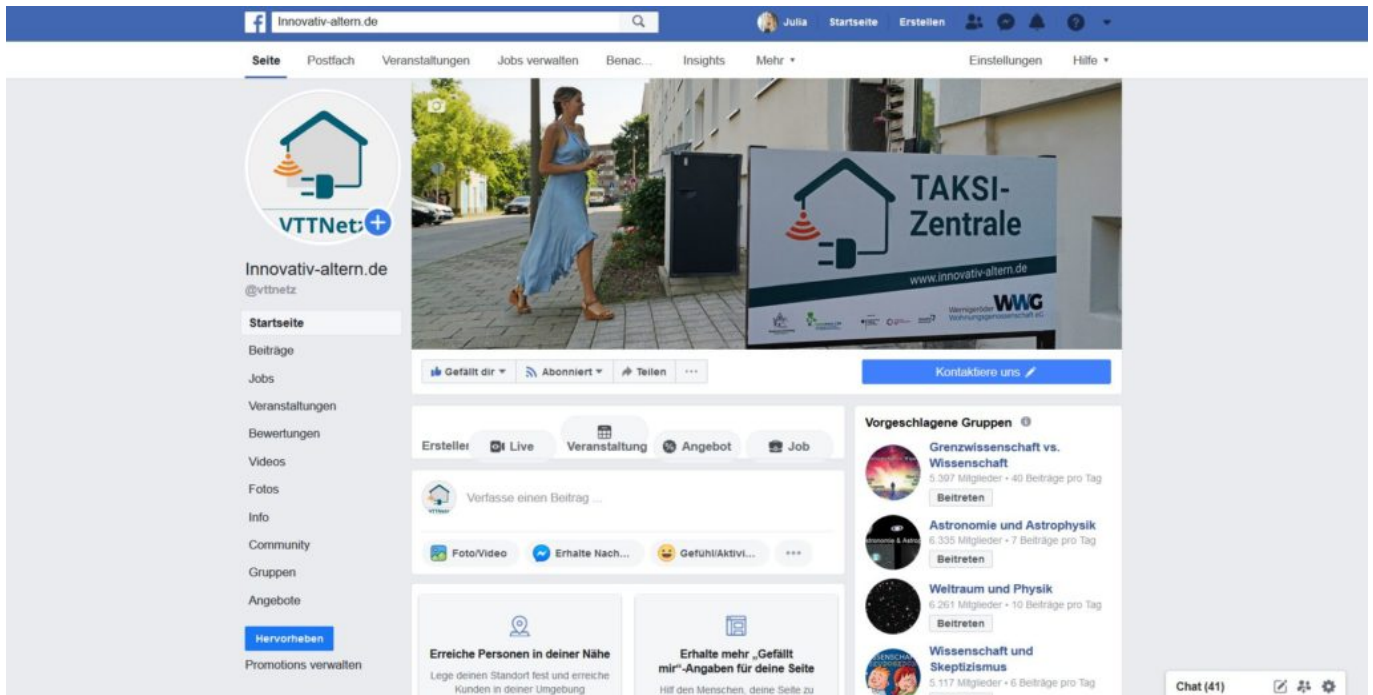 Innovativ-altern.de
Julia Startseite Erstellen
Seite Postfach Veranstaltungen Jobs verwalten Benac... Insights Mehr Einstellungen Hilfe
VTTNetz
Innovativ-altern.de
@vttnetz
Startseite
Beiträge
Jobs
Veranstaltungen
Bewertungen
Videos
Fotos
Info
Community
Gruppen
Angebote
Hervorheben
Promotions verwalten
TAKSI-
Zentrale
www.innovativ-altern.de
Wernigeröder
Wohnungsgenossenschaft eG
WWG
Gefällt dir Abonniert Teilen ...
Kontaktiere uns
Ersteller Live Veranstaltung Angebot Job
Verfasse einen Beitrag ...
Foto/Video Erhalte Nach... Gefühl/Aktivi... ...
Erreiche Personen in deiner Nähe
Lege deinen Standort fest und erreiche
Kunden in deiner Umgebung
Erhalte mehr „Gefällt
mir“-Angaben für deine Seite
Hilf den Menschen, deine Seite zu
Vorgeschlagene Gruppen
Grenzwissenschaft vs.
Wissenschaft
5.397 Mitglieder • 40 Beiträge pro Tag
Beitreten
Astronomie und Astrophysik
6.335 Mitglieder • 7 Beiträge pro Tag
Beitreten
Weltraum und Physik
6.261 Mitglieder • 10 Beiträge pro Tag
Beitreten
Wissenschaft und
Skeptizismus
5.117 Mitglieder • 6 Beiträge pro Tag
Chat (41)